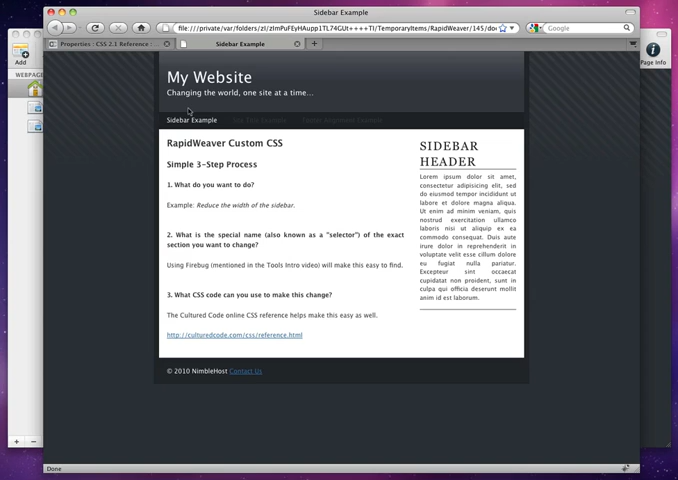 Sidebar Example
file:///private/var/folders/zI/zImPuFEyHAupp1TL74GUt++++TI/TemporaryItems/RapidWeaver/145/doc
Google
Add
Page Info
Properties : CSS 2.1 Reference :
Sidebar Example
WEBPAGE
My Website
Changing the world, one site at a time...
Sidebar Example
RapidWeaver Custom CSS
Simple 3-Step Process
1. What do you want to do?
Example: Reduce the width of the sidebar.
2. What is the special name (also known as a "selector") of the exact
section you want to change?
Using Firebug (mentioned in the Tools Intro video) will make this easy to find.
3. What CSS code can you use to make this change?
The Cultured Code online CSS reference helps make this easy as well.
http://culturedcode.com/css/reference.html
SIDEBAR
HEADER
Lorem ipsum dolor sit amet,
consectetur adipisicing elit, sed
do eiusmod tempor incididunt ut
labore et dolore magna aliqua.
Ut enim ad minim veniam, quis
nostrud exercitation ullamco
laboris nisi ut aliquip ex ea
commodo consequat. Duis aute
irure dolor in reprehenderit in
voluptate velit esse cillum dolore
eu fugiat nulla pariatur.
Excepteur sint occaecat
cupidatat non proident, sunt in
culpa qui officia deserunt mollit
anim id est laborum.
© 2010 NimbleHost Contact Us
Done